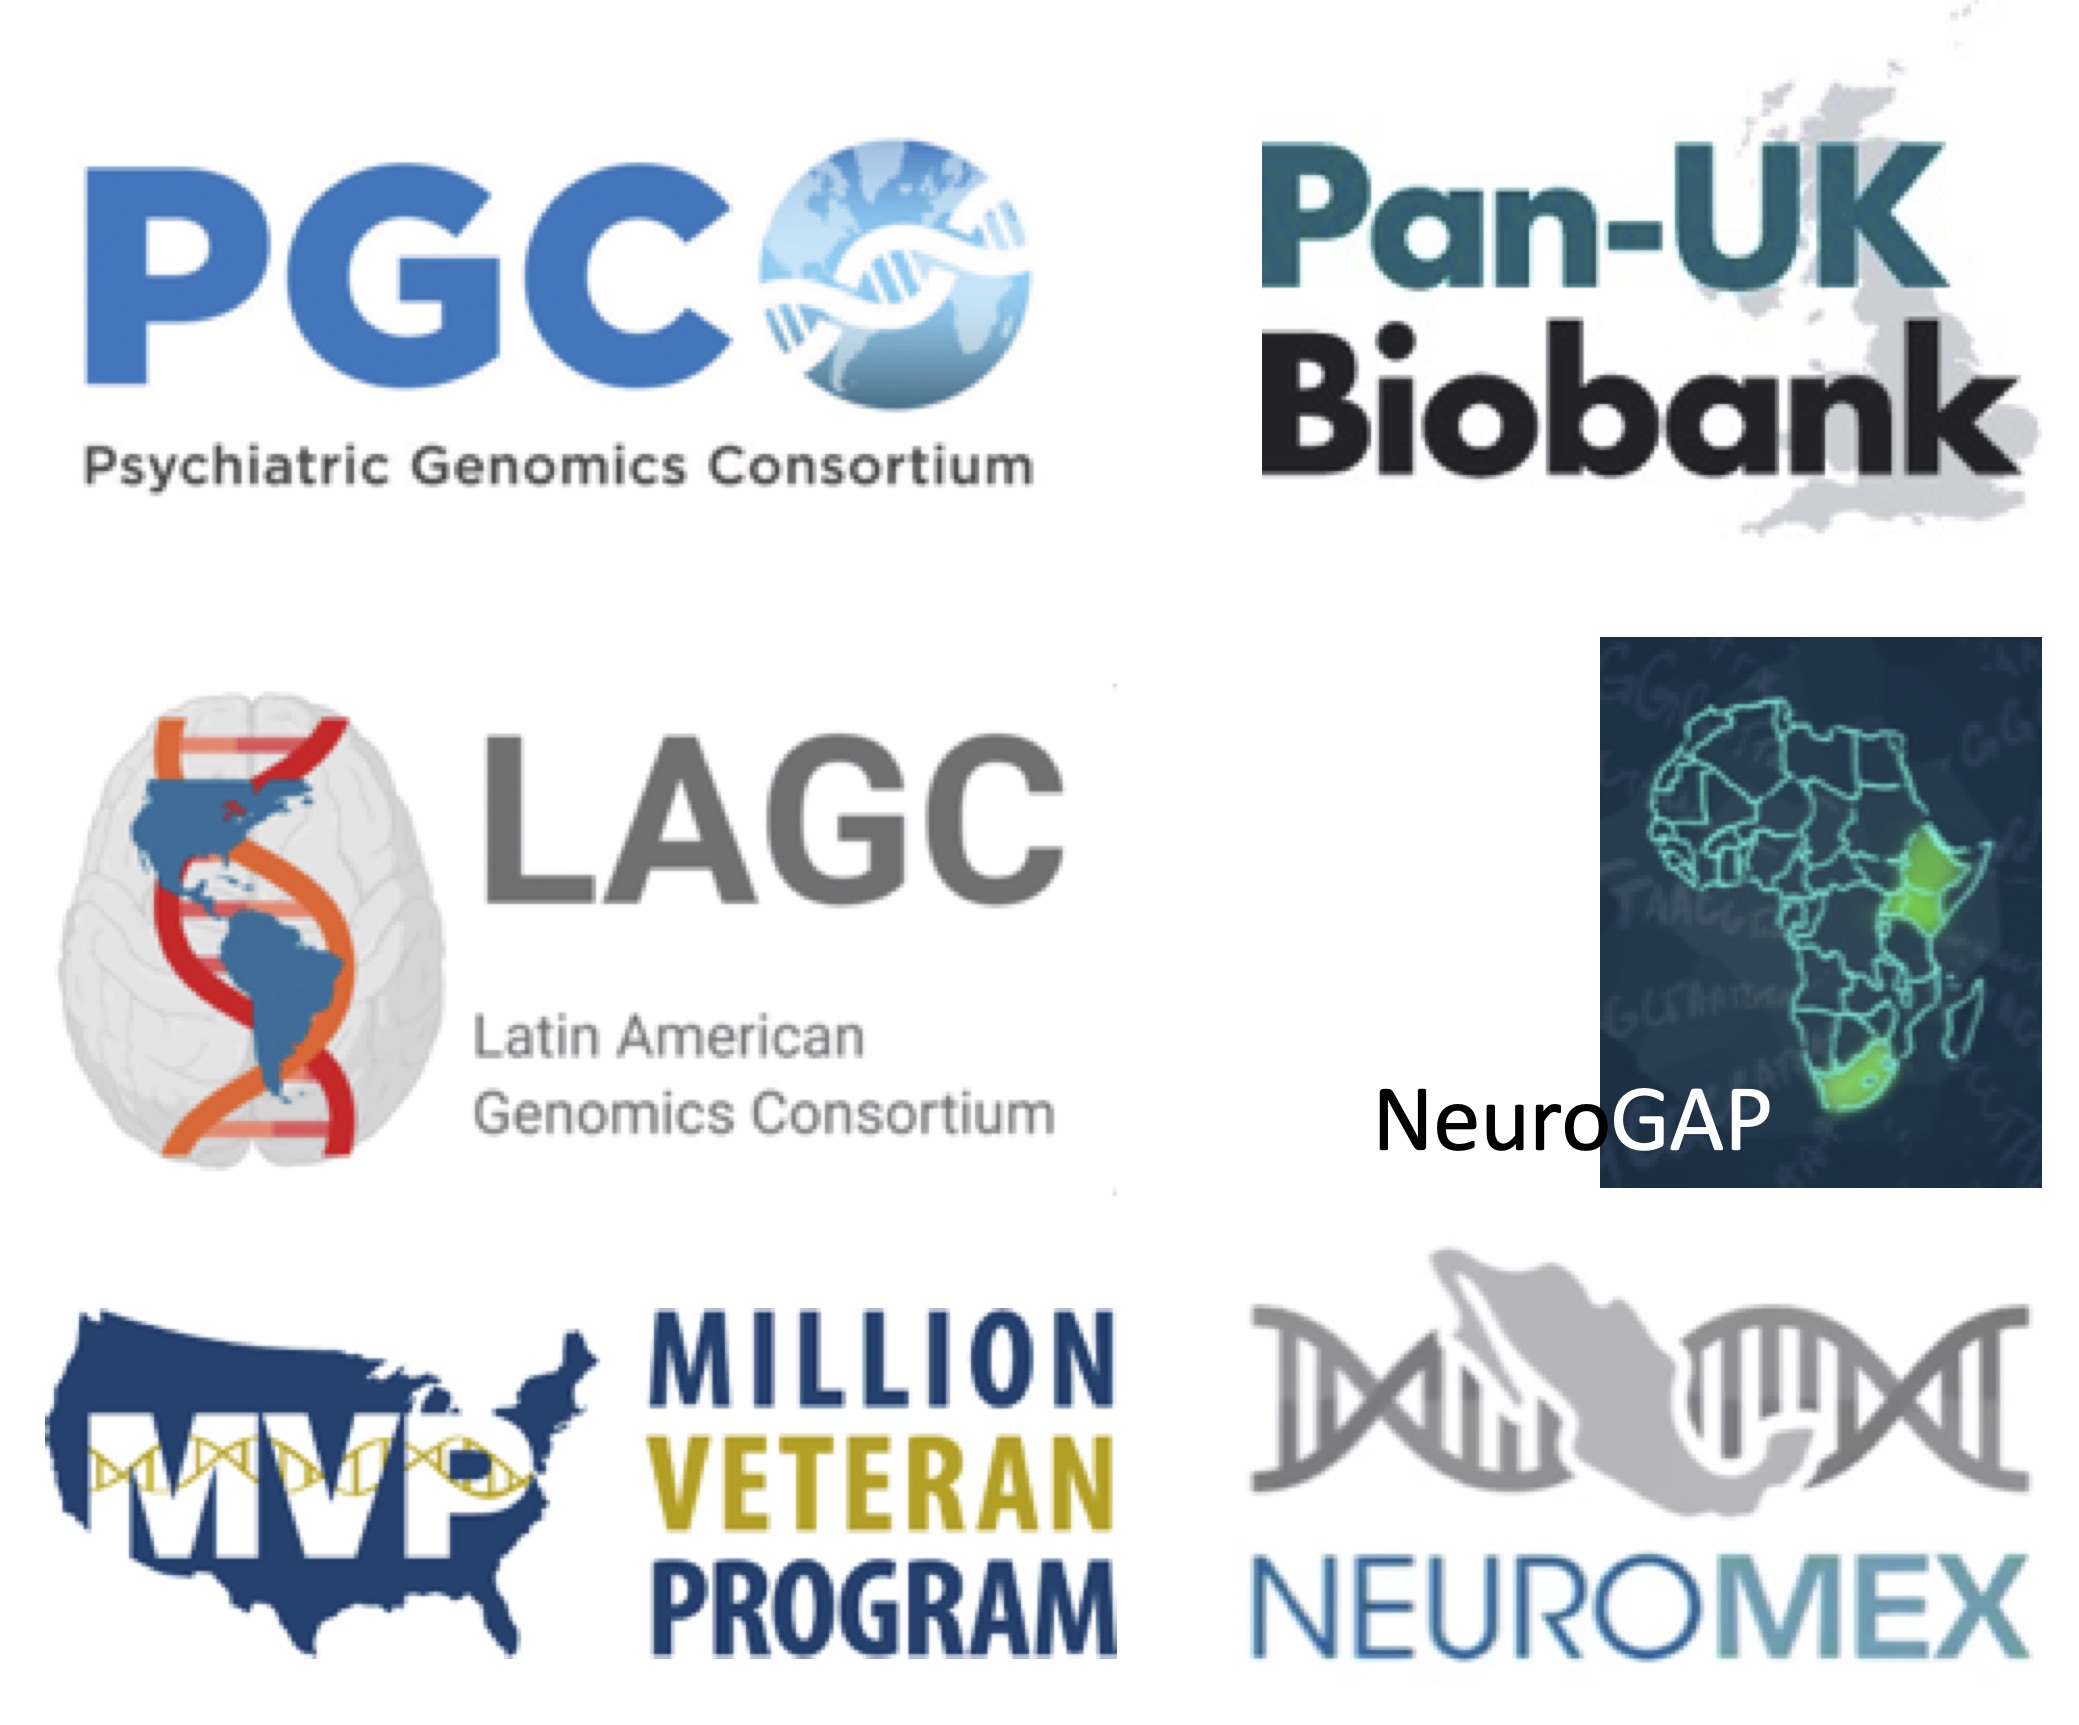 PGC
Psychiatric Genomics Consortium
Pan-UK
Biobank
LAGC
Latin American
Genomics Consortium
NeuroGAP
MVP
MILLION
VETERAN
PROGRAM
NEUROMEX